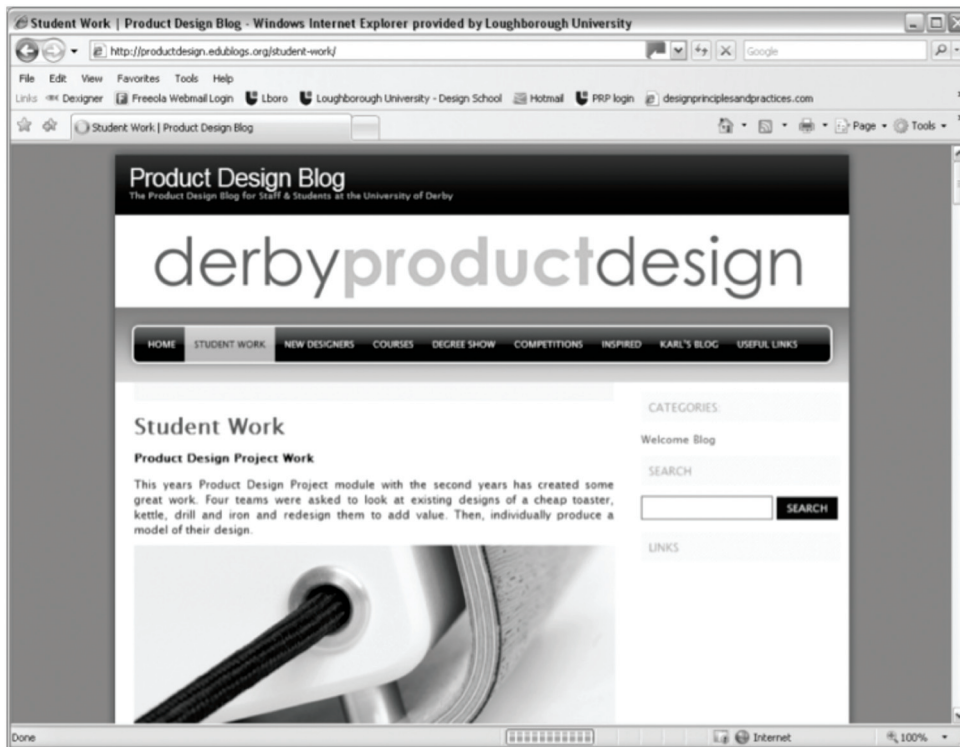 Student Work | Product Design Blog - Windows Internet Explorer provided by Loughborough University
http://productdesign.edublogs.org/student-work/
Google
File Edit View Favorites Tools Help
Links Dexigner Freeola Webmail Login Lboro Loughborough University - Design School Hotmail PRP login designprinciplesandpractices.com
Student Work | Product Design Blog
Page Tools
Product Design Blog
The Product Design Blog for Staff & Students at the University of Derby
derbyproductdesign
HOME STUDENT WORK NEW DESIGNERS COURSES DEGREE SHOW COMPETITIONS INSPIRED KARL'S BLOG USEFUL LINKS
Student Work
Product Design Project Work
This years Product Design Project module with the second years has created some
great work. Four teams were asked to look at existing designs of a cheap toaster,
kettle, drill and iron and redesign them to add value. Then, individually produce a
model of their design.
CATEGORIES
Welcome Blog
SEARCH
SEARCH
LINKS
Done
Internet
100%